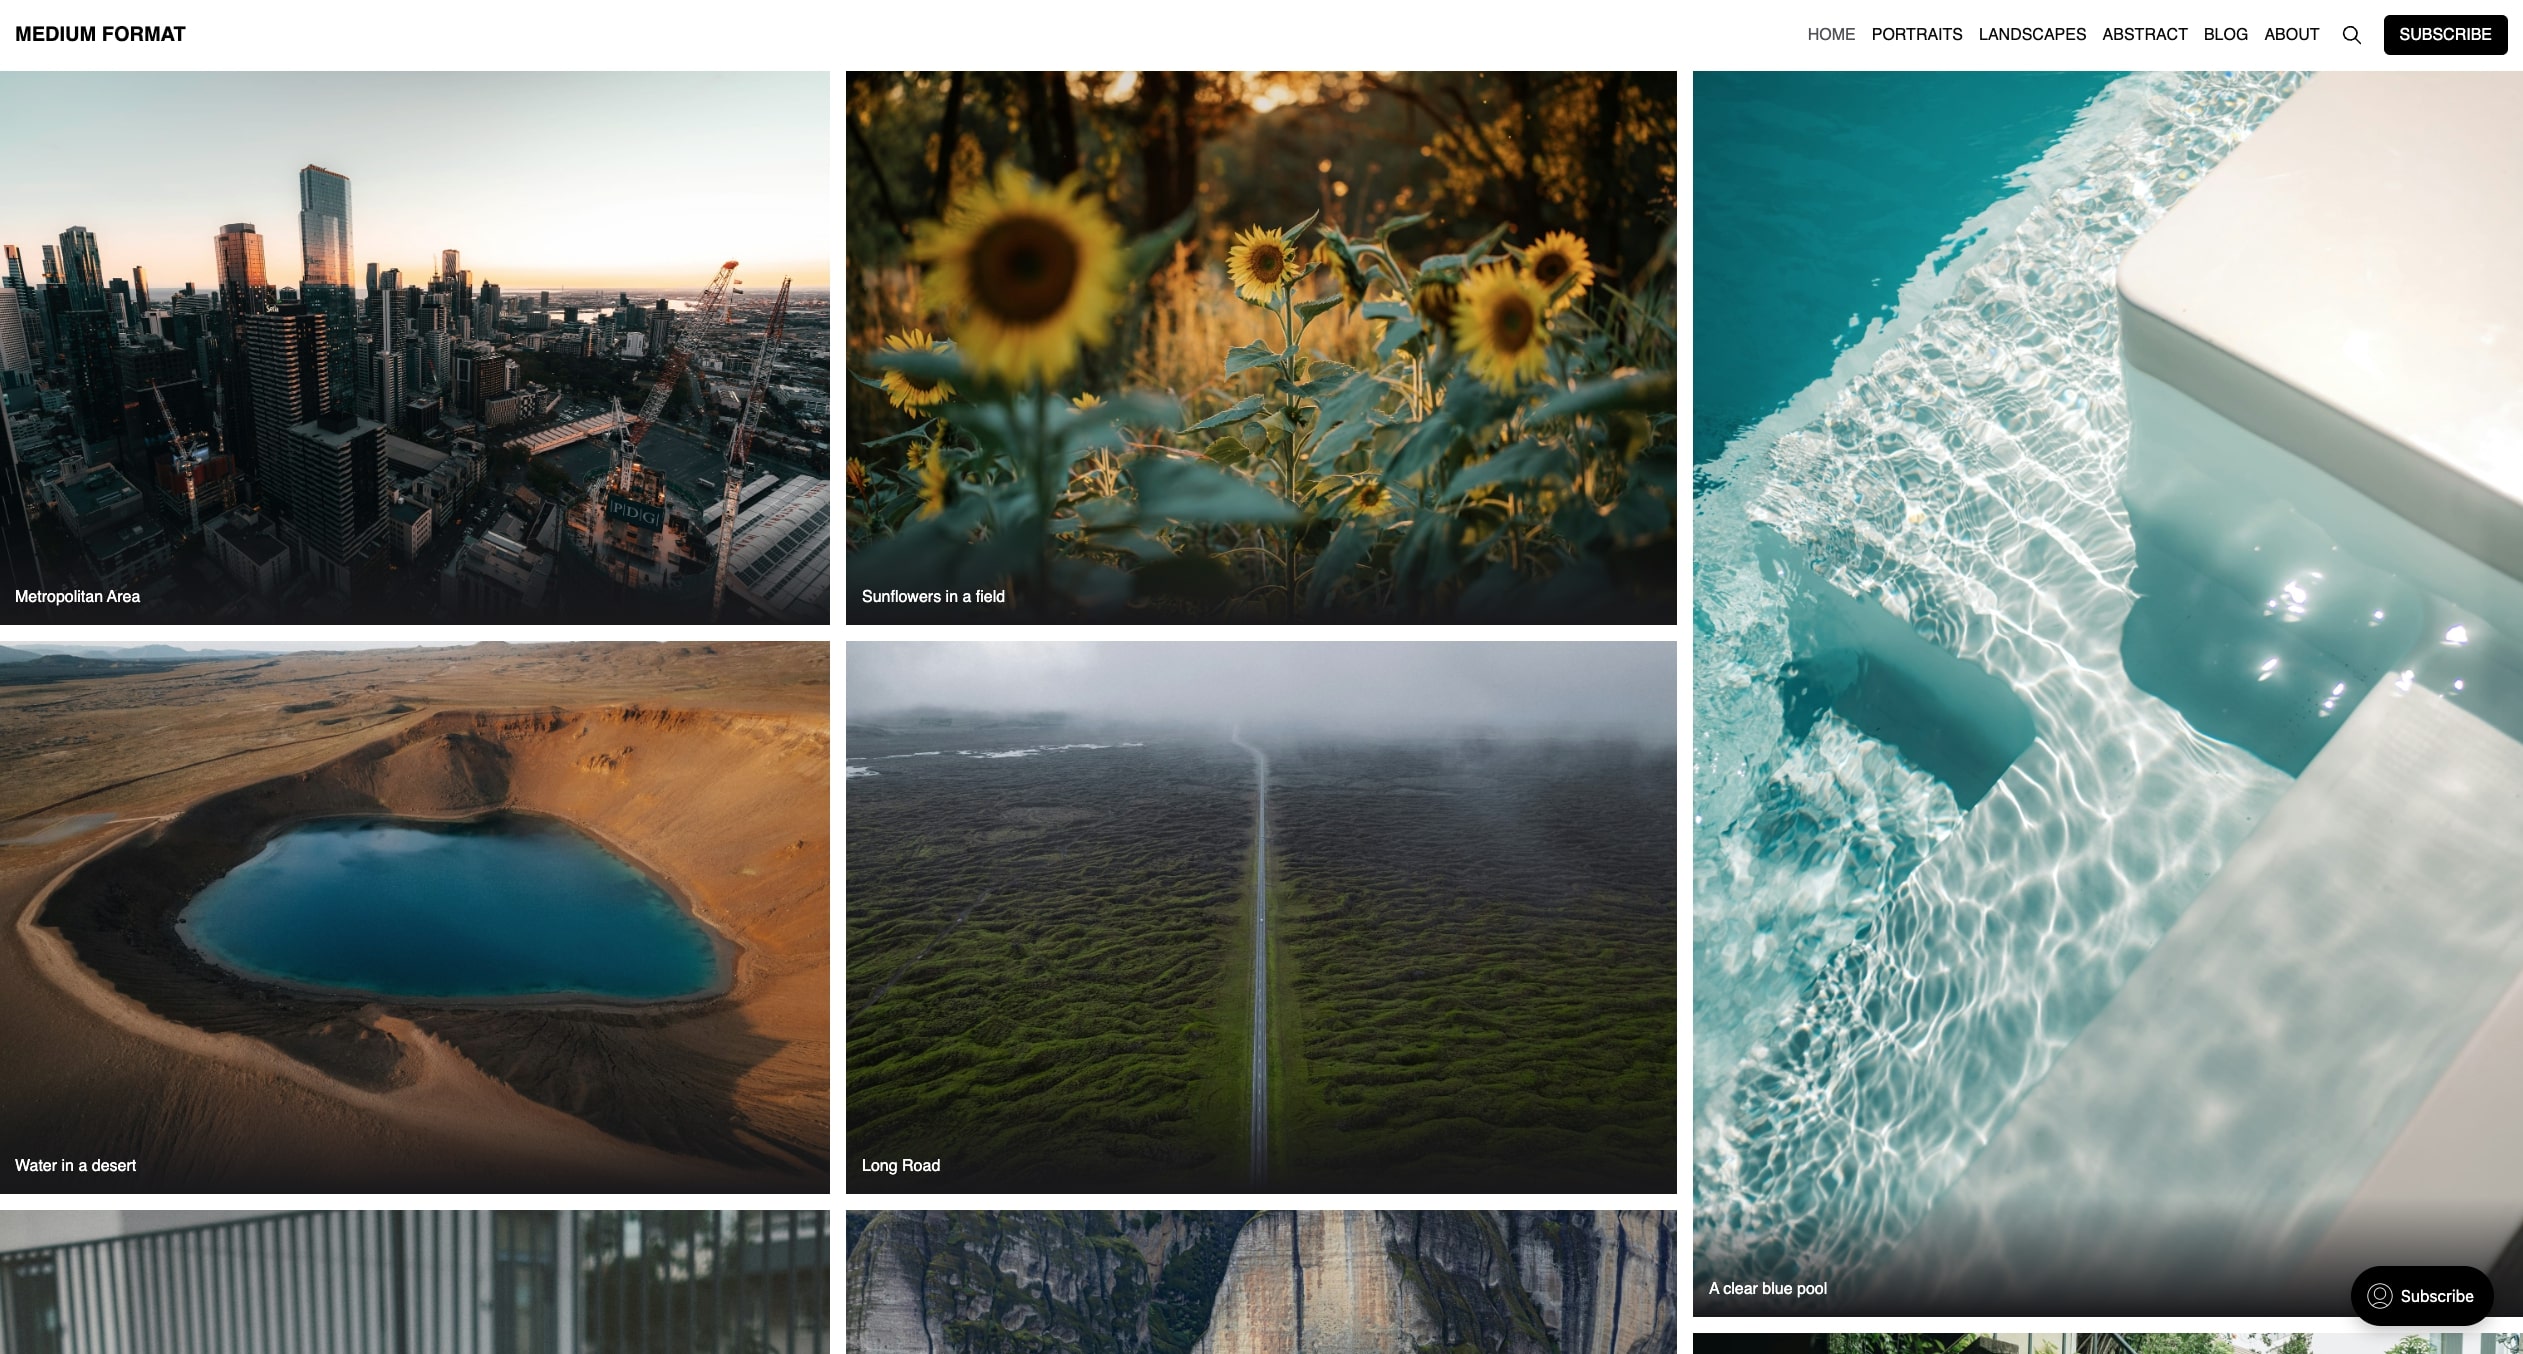 MEDIUM FORMAT
HOME PORTRAITS LANDSCAPES ABSTRACT BLOG ABOUT SUBSCRIBE
PDG
Metropolitan Area
Sunflowers in a field
Water in a desert
Long Road
A clear blue pool
Subscribe